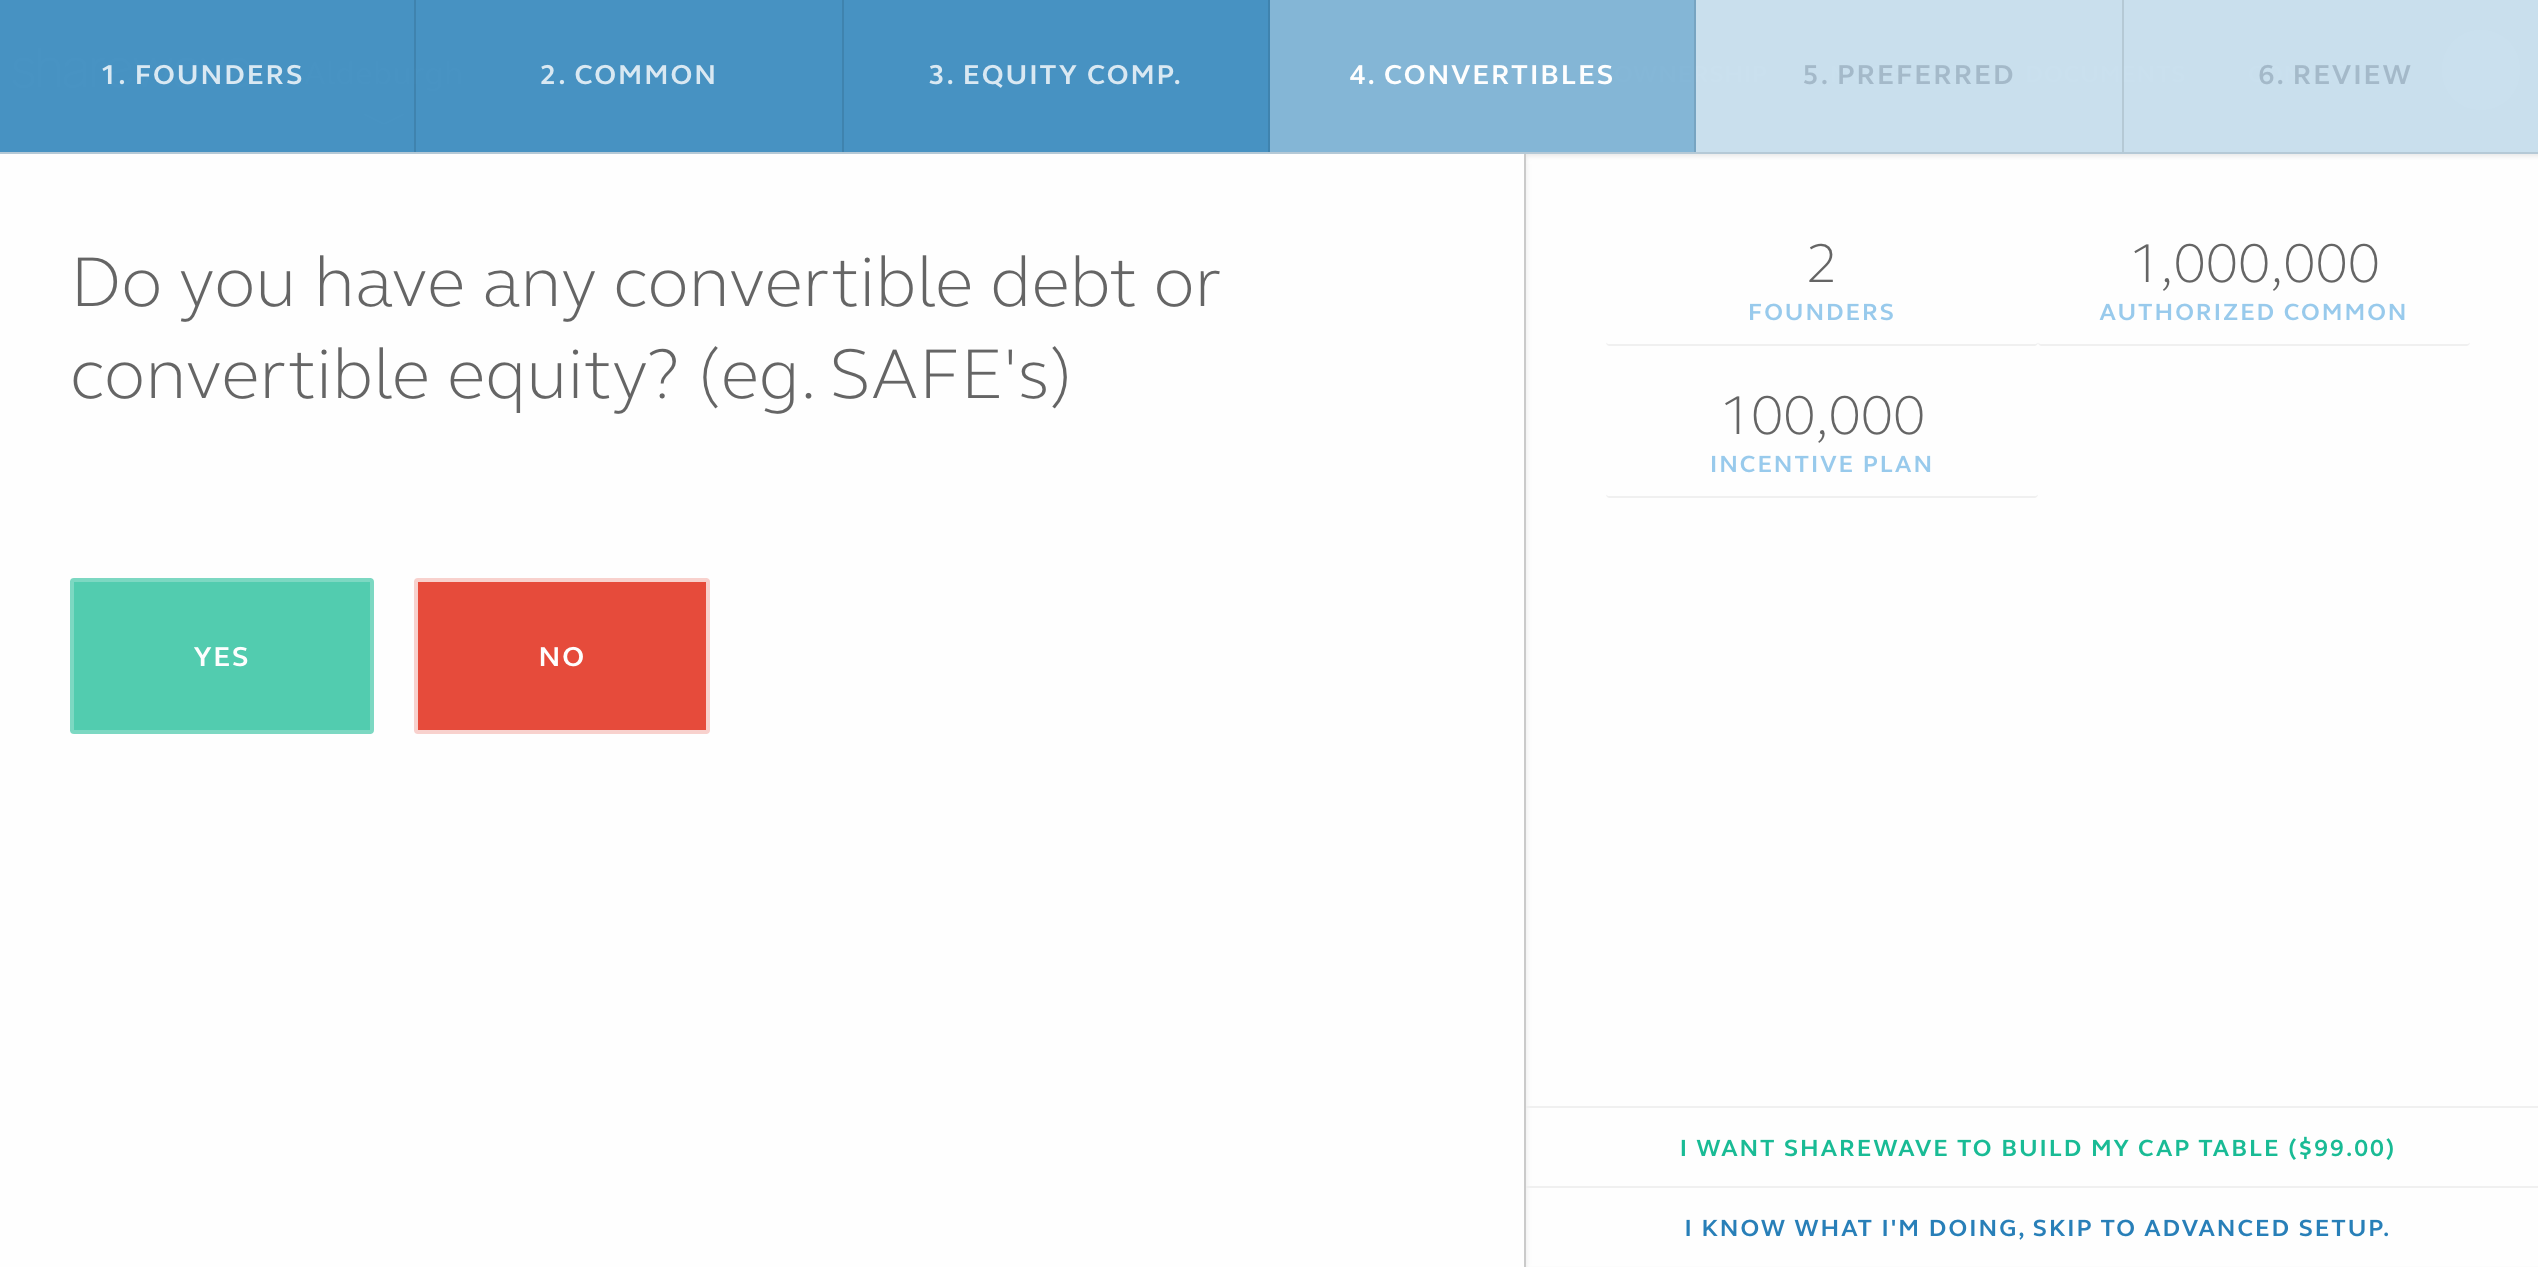 1. FOUNDERS
2. COMMON
3. EQUITY COMP.
4. CONVERTIBLES
5. PREFERRED
6. REVIEW
Do you have any convertible debt or
convertible equity? (eg. SAFE's)
YES
NO
2
FOUNDERS
1,000,000
AUTHORIZED COMMON
100,000
INCENTIVE PLAN
I WANT SHAREWAVE TO BUILD MY CAP TABLE ($99.00)
I KNOW WHAT I'M DOING, SKIP TO ADVANCED SETUP.